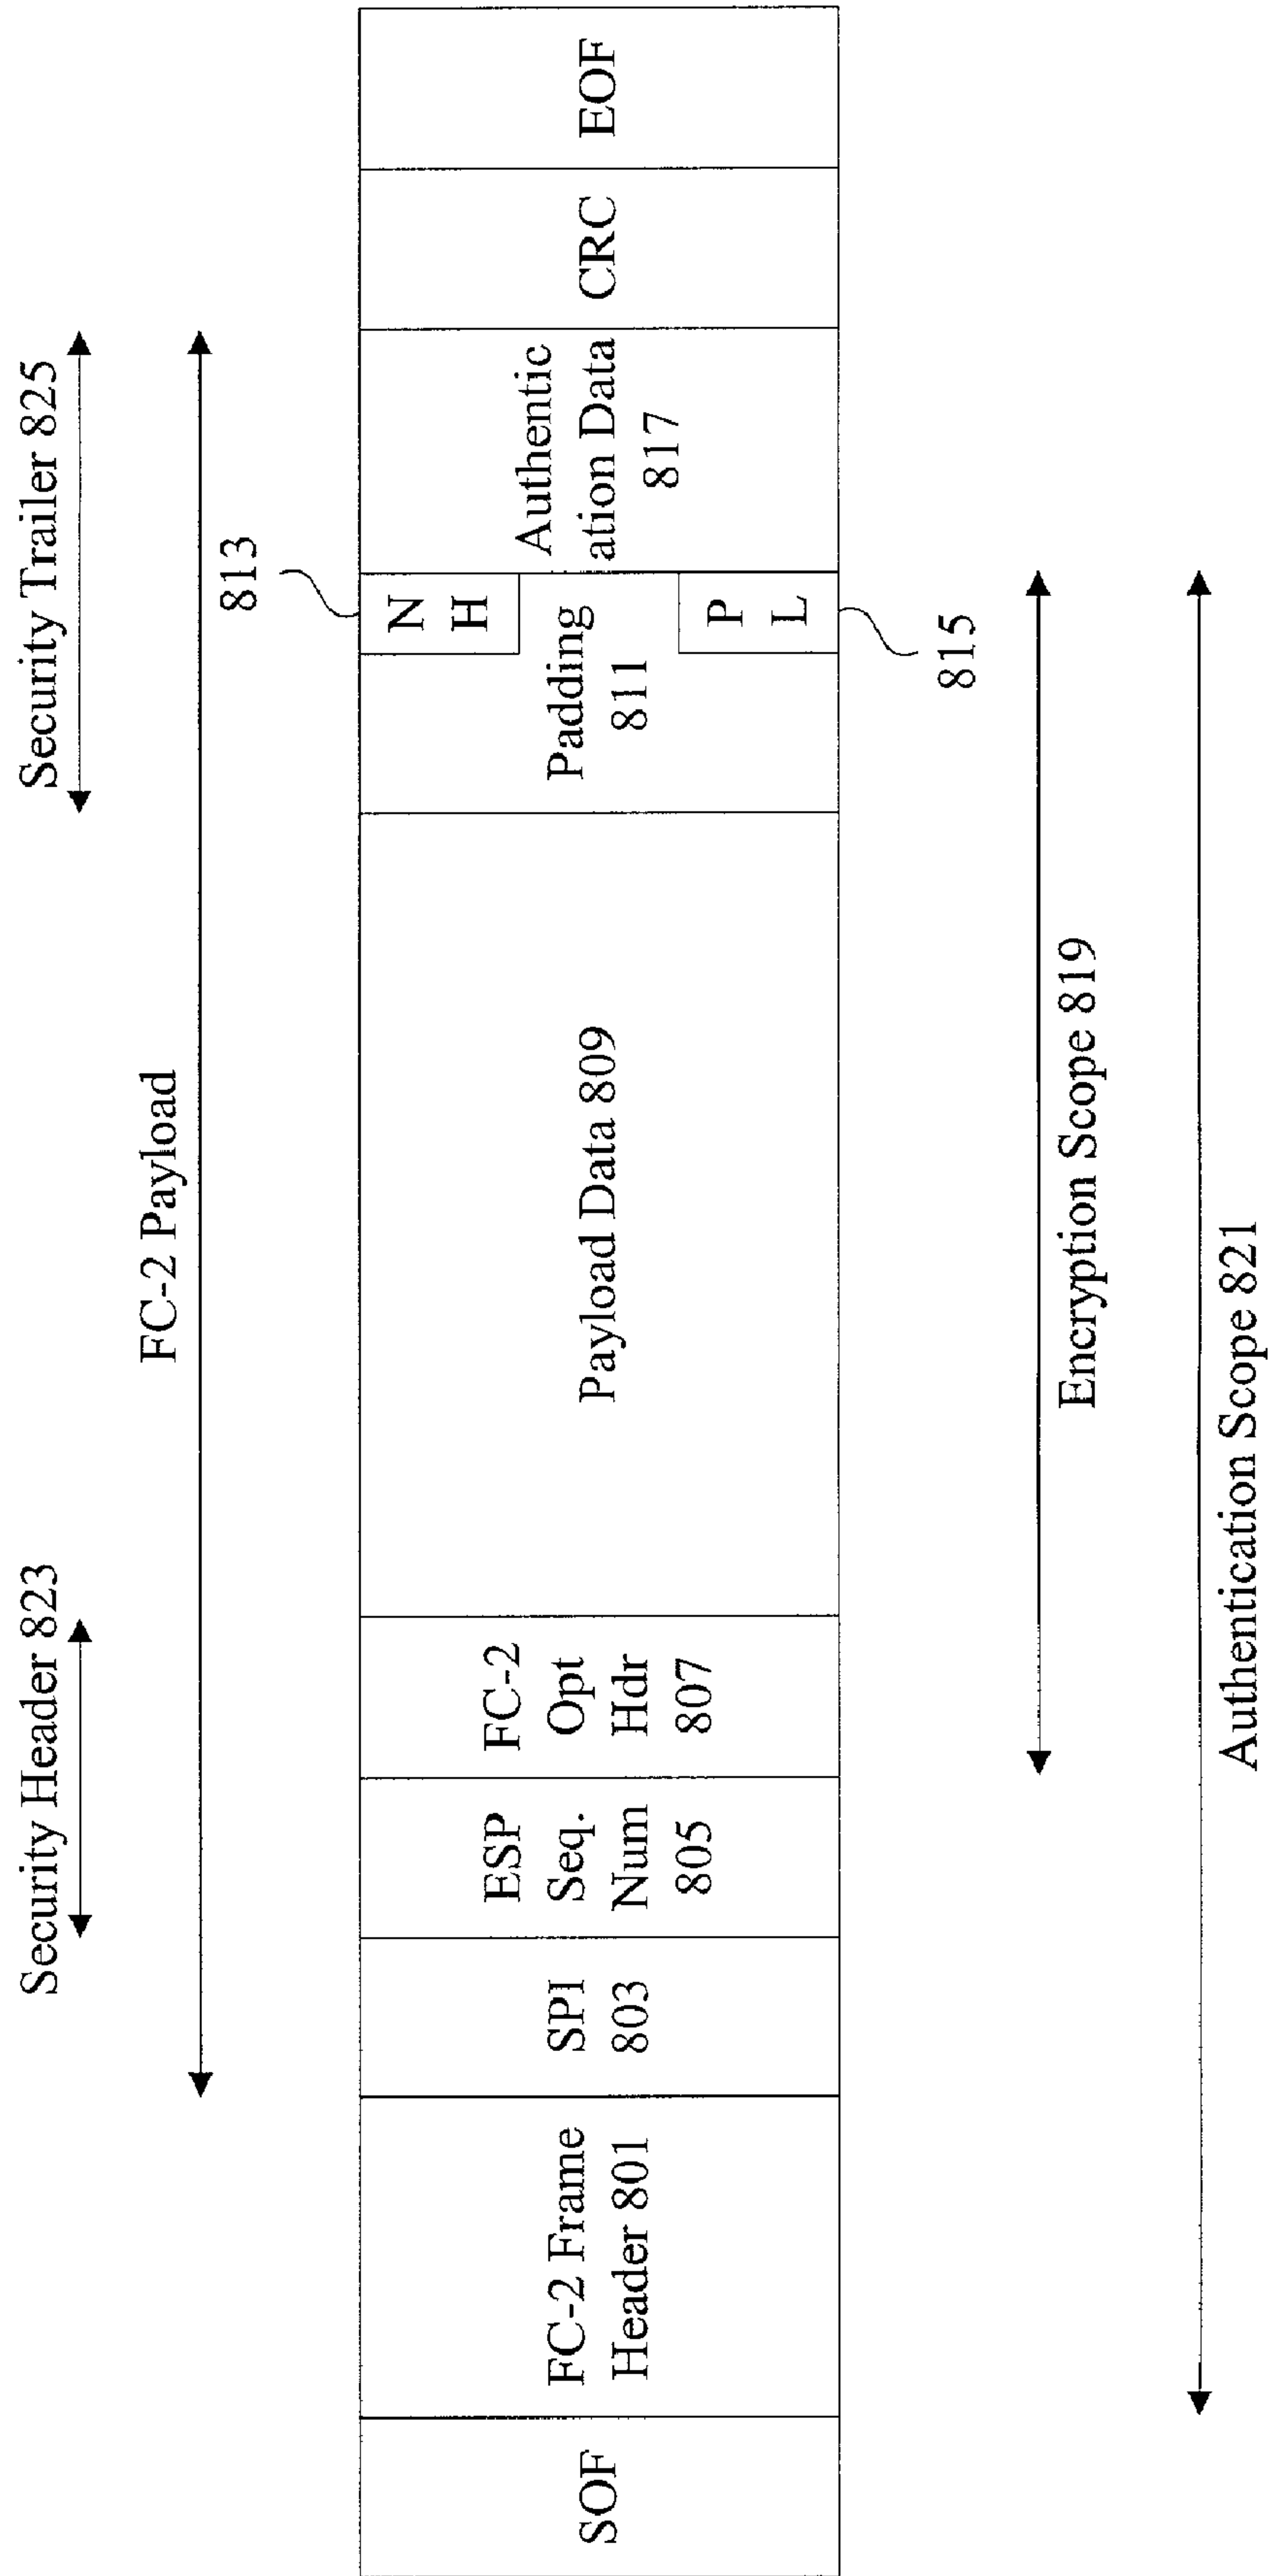 Security Header 823
Security Trailer 825
FC-2 Payload
813
SOF
FC-2 Frame
Header 801
SPI
803
ESP
Seq.
Num
805
FC-2
Opt
Hdr
807
Payload Data 809
Padding
811
N
H
P
L
Authentic
ation Data
817
CRC
EOF
815
Encryption Scope 819
Authentication Scope 821